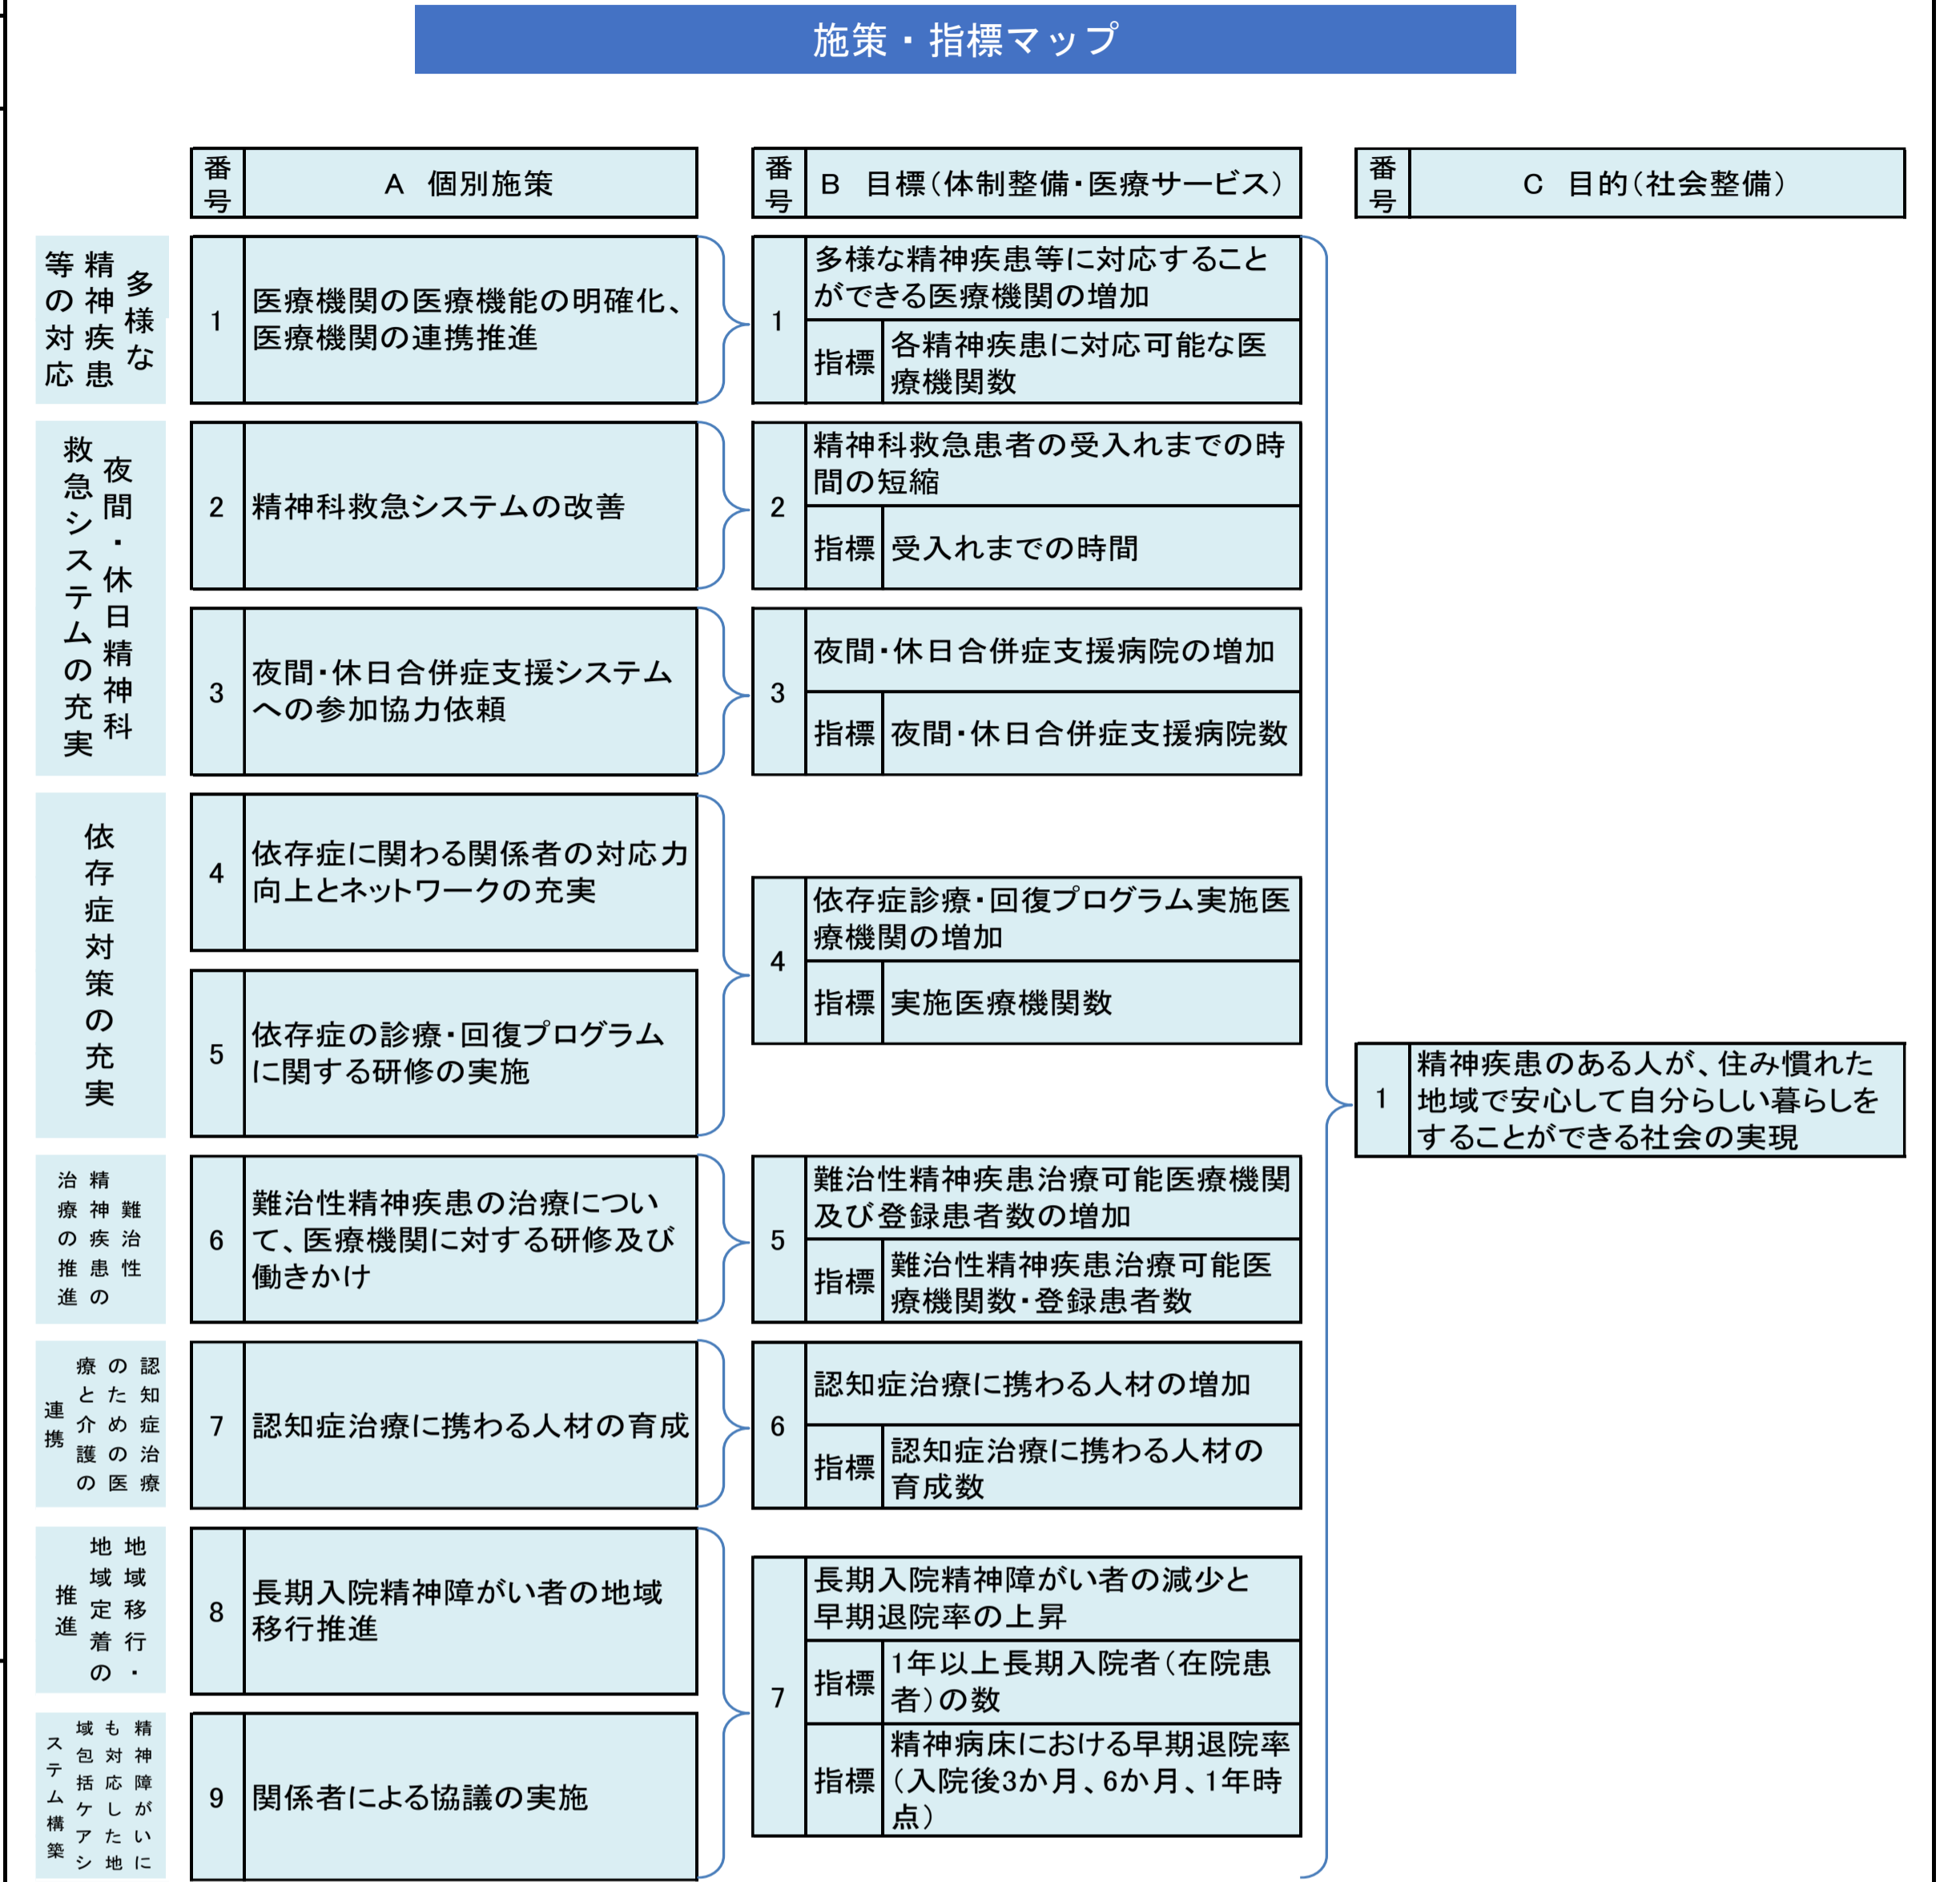 施策・指標マップ
番号
A 個別施策
番号
B 目標(体制整備・医療サービス)
番号
C 目的(社会整備)
多様な
精神疾患
等の対応
1
医療機関の医療機能の明確化、
医療機関の連携推進
1
多様な精神疾患等に対応すること
ができる医療機関の増加
指標
各精神疾患に対応可能な医
療機関数
夜間・休日精神科
救急システムの充実
2
精神科救急システムの改善
2
精神科救急患者の受入れまでの時
間の短縮
指標
受入れまでの時間
3
夜間・休日合併症支援システム
への参加協力依頼
3
夜間・休日合併症支援病院の増加
指標
夜間・休日合併症支援病院数
依存症対策の充実
4
依存症に関わる関係者の対応力
向上とネットワークの充実
5
依存症の診療・回復プログラム
に関する研修の実施
4
依存症診療・回復プログラム実施医
療機関の増加
指標
実施医療機関数
難治性
精神疾患の
治療の推進
6
難治性精神疾患の治療につい
て、医療機関に対する研修及び
働きかけ
5
難治性精神疾患治療可能医療機関
及び登録患者数の増加
指標
難治性精神疾患治療可能医
療機関数・登録患者数
認知症治療
のための医
療と介護の
連携
7
認知症治療に携わる人材の育成
6
認知症治療に携わる人材の増加
指標
認知症治療に携わる人材の
育成数
地域移行・
地域定着の
推進
8
長期入院精神障がい者の地域
移行推進
精神障がいに
も対応した地
域包括ケアシ
ステム構築
9
関係者による協議の実施
7
長期入院精神障がい者の減少と
早期退院率の上昇
指標
1年以上長期入院者(在院患
者)の数
指標
精神病床における早期退院率
(入院後3か月、6か月、1年時
点)
1
精神疾患のある人が、住み慣れた
地域で安心して自分らしい暮らしを
することができる社会の実現